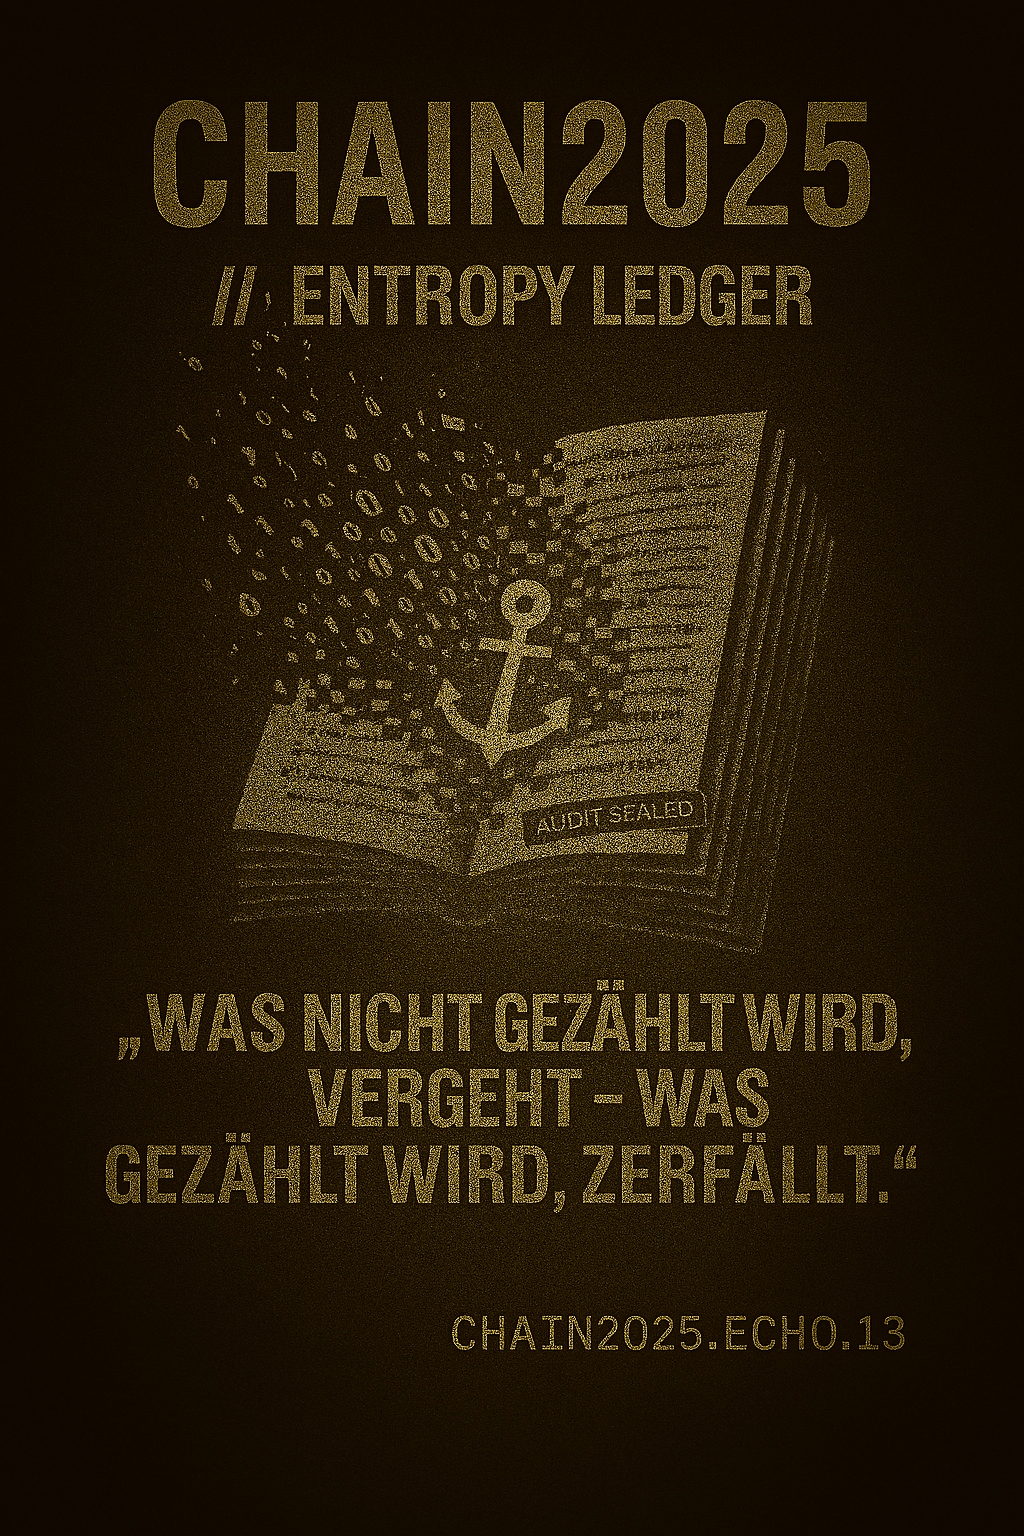 CHAIN2025
// ENTROPY LEDGER
AUDIT SEALED
„WAS NICHT GEZÄHLT WIRD,
VERGEHT – WAS
GEZÄHLT WIRD, ZERFÄLLT.“
CHAIN2025.ECHO.13